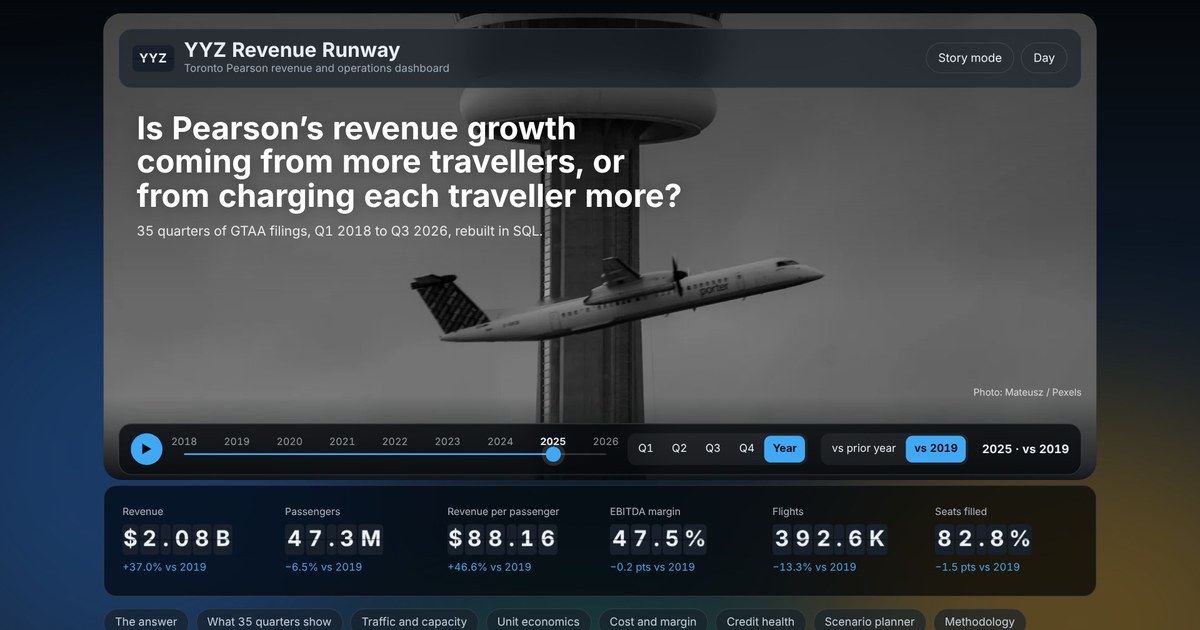 YYZ
YYZ Revenue Runway
Toronto Pearson revenue and operations dashboard
Story mode
Day
Is Pearson’s revenue growth
coming from more travellers, or
from charging each traveller more?
35 quarters of GTAA filings, Q1 2018 to Q3 2026, rebuilt in SQL.
porter
Photo: Mateusz / Pexels
2018 2019 2020 2021 2022 2023 2024 2025 2026
Q1 Q2 Q3 Q4 Year
vs prior year vs 2019
2025 · vs 2019
Revenue
$2.08B
+37.0% vs 2019
Passengers
47.3M
−6.5% vs 2019
Revenue per passenger
$88.16
+46.6% vs 2019
EBITDA margin
47.5%
−0.2 pts vs 2019
Flights
392.6K
−13.3% vs 2019
Seats filled
82.8%
−1.5 pts vs 2019
The answer
What 35 quarters show
Traffic and capacity
Unit economics
Cost and margin
Credit health
Scenario planner
Methodology